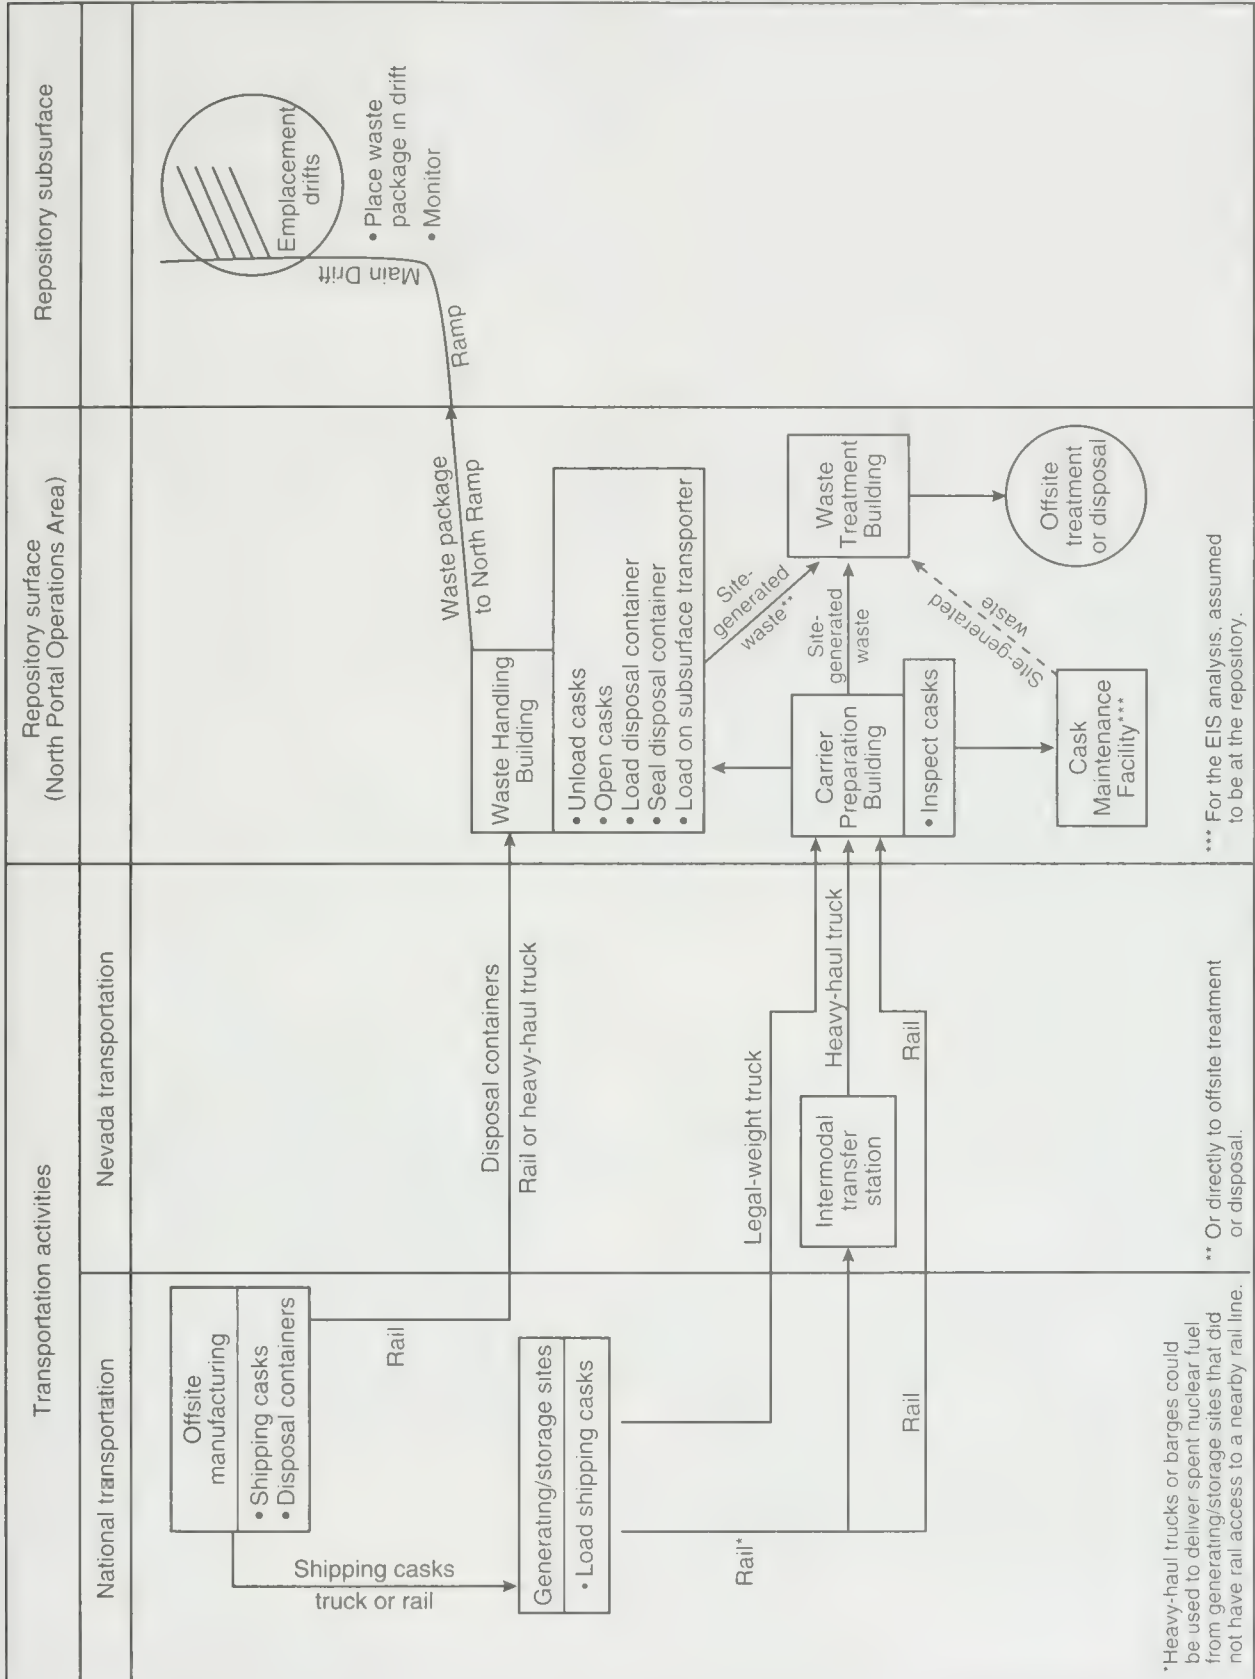 Transportation activities
Repository surface
(North Portal Operations Area)
Repository subsurface
National transportation
Nevada transportation
Offsite
manufacturing
• Shipping casks
• Disposal containers
Shipping casks
truck or rail
Rail
Generating/storage sites
• Load shipping casks
Rail*
Rail
Disposal containers
Rail or heavy-haul truck
Legal-weight truck
Intermodal
transfer
station
Heavy-haul truck
Rail
Waste Handling
Building
• Unload casks
• Open casks
• Load disposal container
• Seal disposal container
• Load on subsurface transporter
Waste package
to North Ramp
Carrier
Preparation
Building
• Inspect casks
Site-
generated
waste**
Site-
generated
waste
Site-generated
waste
Waste
Treatment
Building
Cask
Maintenance
Facility***
Offsite
treatment
or disposal
Ramp
Main Drift
Emplacement
drifts
• Place waste
package in drift
• Monitor
*Heavy-haul trucks or barges could
be used to deliver spent nuclear fuel
from generating/storage sites that did
not have rail access to a nearby rail line.
** Or directly to offsite treatment
or disposal.
*** For the EIS analysis, assumed
to be at the repository.